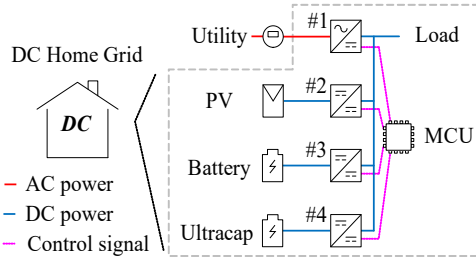 Utility
#1
Load
DC Home Grid
DC
PV
#2
MCU
Battery
#3
Ultracap
#4
AC power
DC power
Control signal